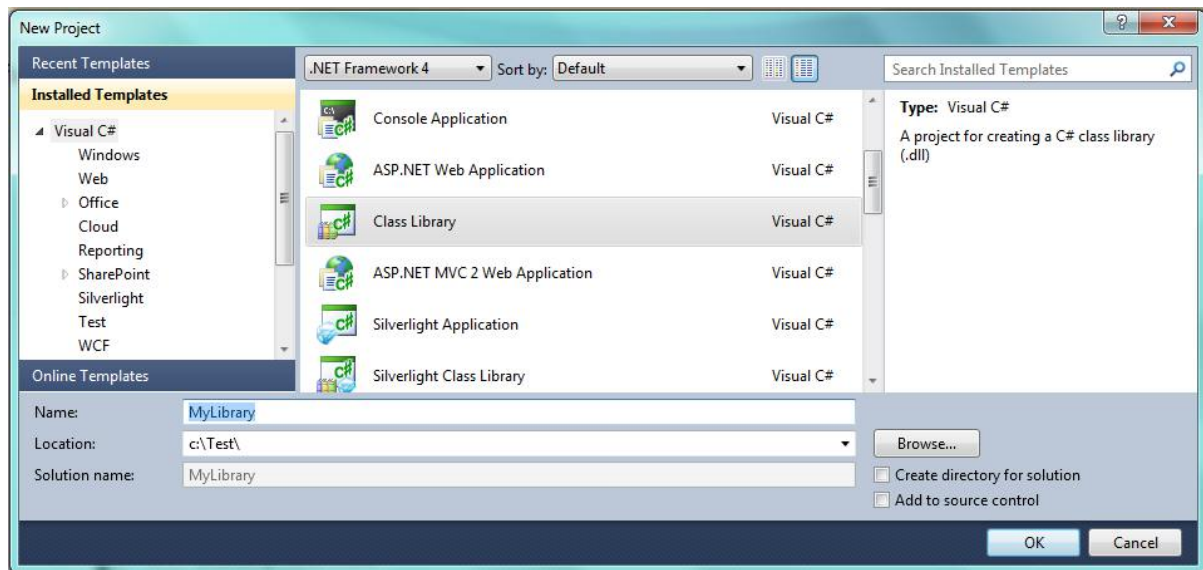 New Project
Recent Templates
Installed Templates
Visual C#
Windows
Web
Office
Cloud
Reporting
SharePoint
Silverlight
Test
WCF
Online Templates
.NET Framework 4 Sort by: Default
Console Application Visual C#
ASP.NET Web Application Visual C#
Class Library Visual C#
ASP.NET MVC 2 Web Application Visual C#
Silverlight Application Visual C#
Silverlight Class Library Visual C#
Search Installed Templates
Type: Visual C#
A project for creating a C# class library
(.dll)
Name: MyLibrary
Location: c:\Test\
Solution name: MyLibrary
Browse...
Create directory for solution
Add to source control
OK Cancel